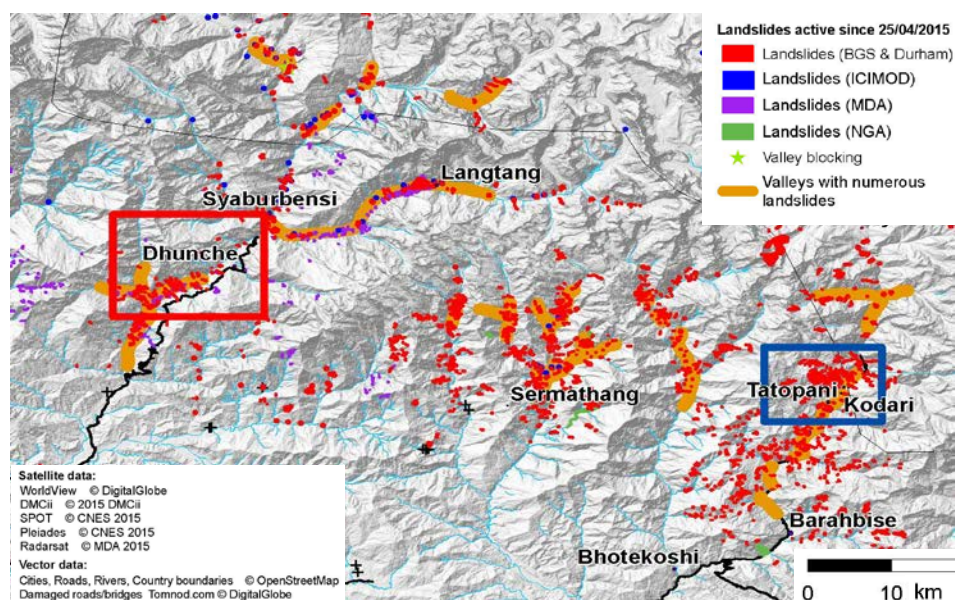 Landslides active since 25/04/2015
Landslides (BGS & Durham)
Landslides (ICIMOD)
Landslides (MDA)
Landslides (NGA)
Valley blocking
Valleys with numerous
landslides
Langtang
Syaburbensi
Dhunche
Sermathang
Tatopani
Kodari
Barahbise
Bhotekoshi
Satellite data:
WorldView © DigitalGlobe
DMCii © 2015 DMCii
SPOT © CNES 2015
Pleiades © CNES 2015
Radarsat © MDA 2015
Vector data:
Cities, Roads, Rivers, Country boundaries © OpenStreetMap
Damaged roads/bridges Tomnod.com © DigitalGlobe
0 10 km